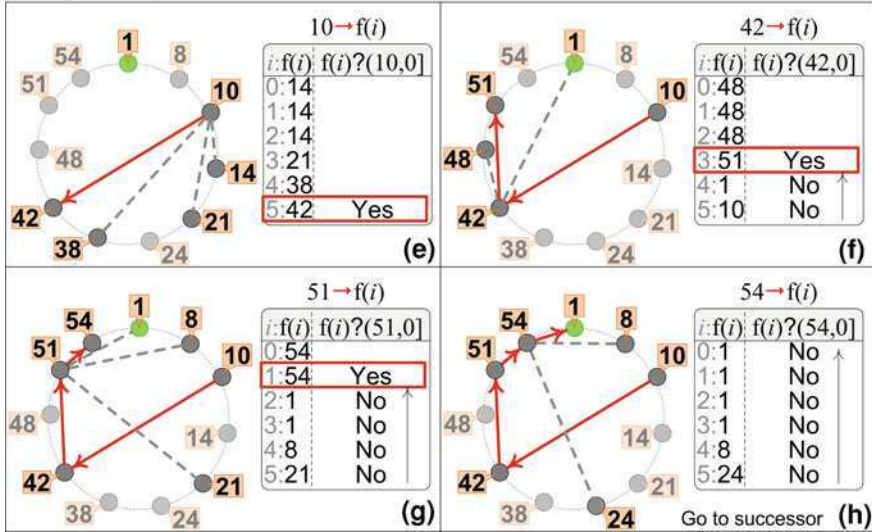 10→f(i)
i:f(i) f(i)?(10,0]
0:14
1:14
2:14
3:21
4:38
5:42 Yes
1
8
10
14
21
24
38
42
48
51
54
(e)
42→f(i)
i:f(i) f(i)?(42,0]
0:48
1:48
2:48
3:51 Yes
4:1 No
5:10 No
1
8
10
14
21
24
38
42
48
51
54
(f)
51→f(i)
i:f(i) f(i)?(51,0]
0:54
1:54 Yes
2:1 No
3:1 No
4:8 No
5:21 No
1
8
10
14
21
24
38
42
48
51
54
(g)
54→f(i)
i:f(i) f(i)?(54,0]
0:1 No
1:1 No
2:1 No
3:1 No
4:8 No
5:24 No
1
8
10
14
21
24
38
42
48
51
54
Go to successor (h)